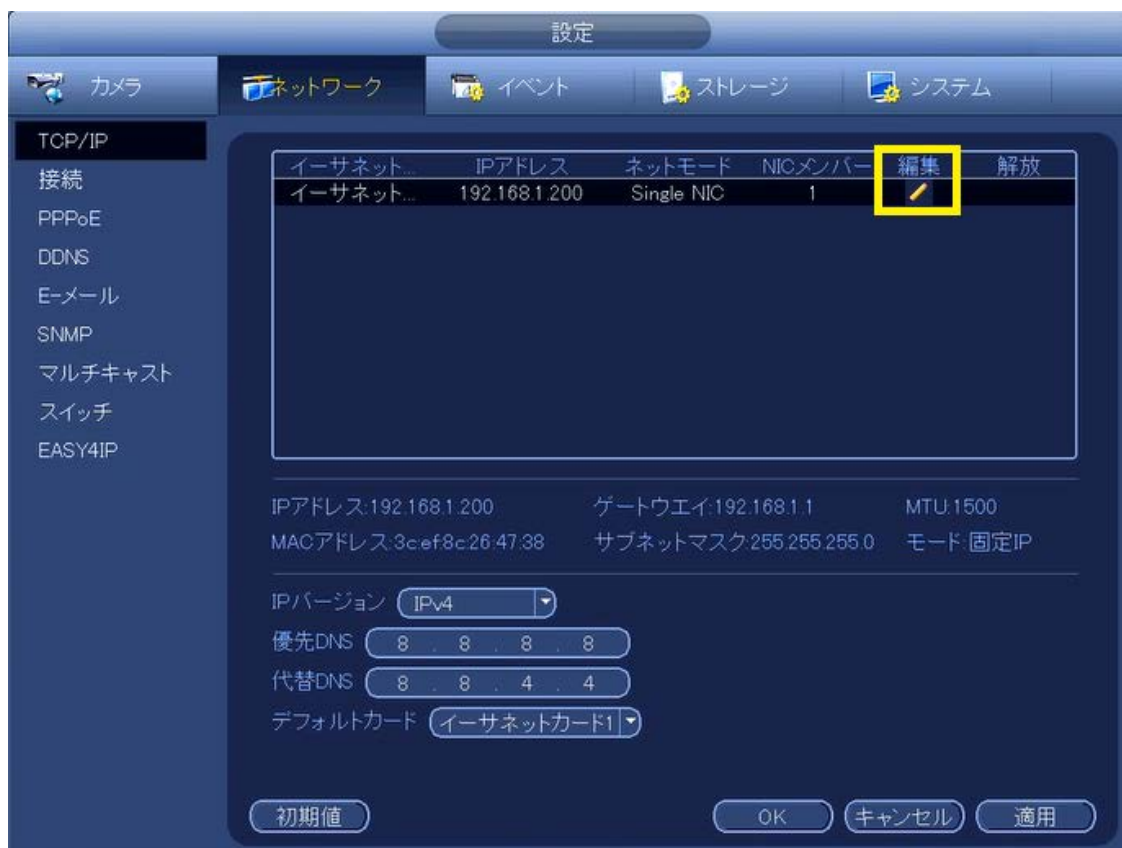 設定
カメラ ネットワーク イベント ストレージ システム
TCP/IP
接続
PPPoE
DDNS
E-メール
SNMP
マルチキャスト
スイッチ
EASY4IP
イーサネット... IPアドレス ネットモード NICメンバー 編集 解放
イーサネット... 192.168.1.200 Single NIC 1
IPアドレス:192.168.1.200 ゲートウエイ:192.168.1.1 MTU:1500
MACアドレス:3c:ef:8c:26:47:38 サブネットマスク:255.255.255.0 モード:固定IP
IPバージョン IPv4
優先DNS 8 . 8 . 8 . 8
代替DNS 8 . 8 . 4 . 4
デフォルトカード イーサネットカード1
初期値 OK キャンセル 適用